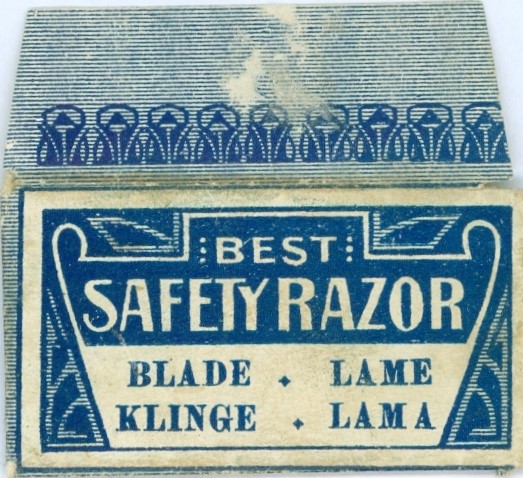 BEST
SAFETY RAZOR
BLADE · LAME
KLINGE · LAMA